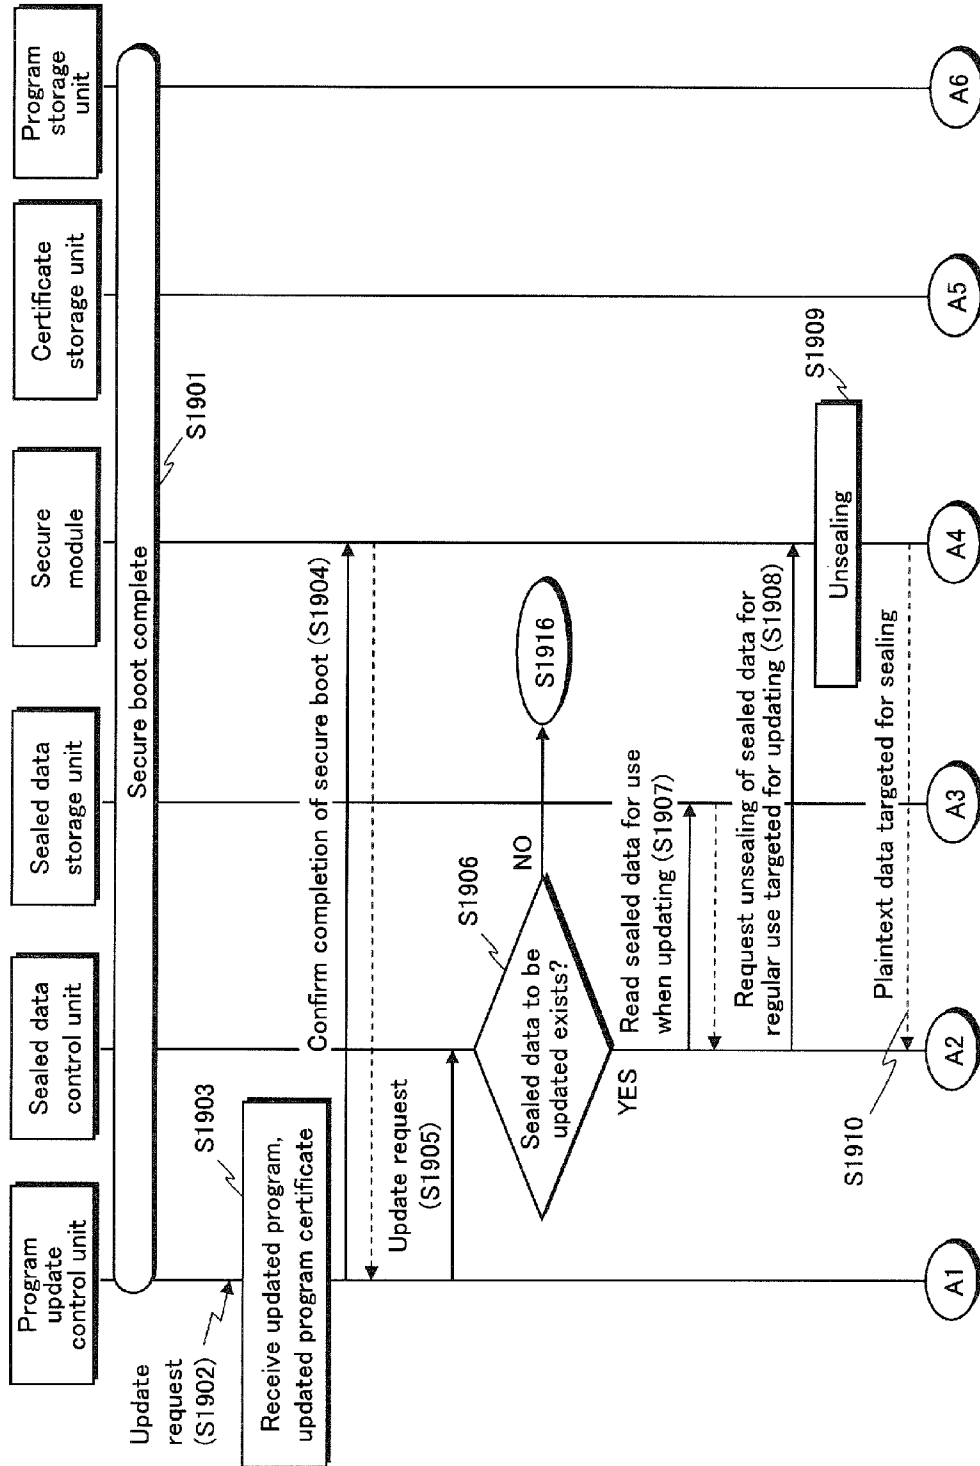 Program
update
control unit
Sealed data
control unit
Sealed data
storage unit
Secure
module
Certificate
storage unit
Program
storage
unit
Secure boot complete
S1901
Update
request
(S1902)
S1903
Receive updated program,
updated program certificate
Confirm completion of secure boot (S1904)
Update request
(S1905)
S1906
Sealed data to be
updated exists?
NO
S1916
YES
Read sealed data for use
when updating (S1907)
Request unsealing of sealed data for
regular use targeted for updating (S1908)
S1909
Unsealing
Plaintext data targeted for sealing
S1910
A1
A2
A3
A4
A5
A6